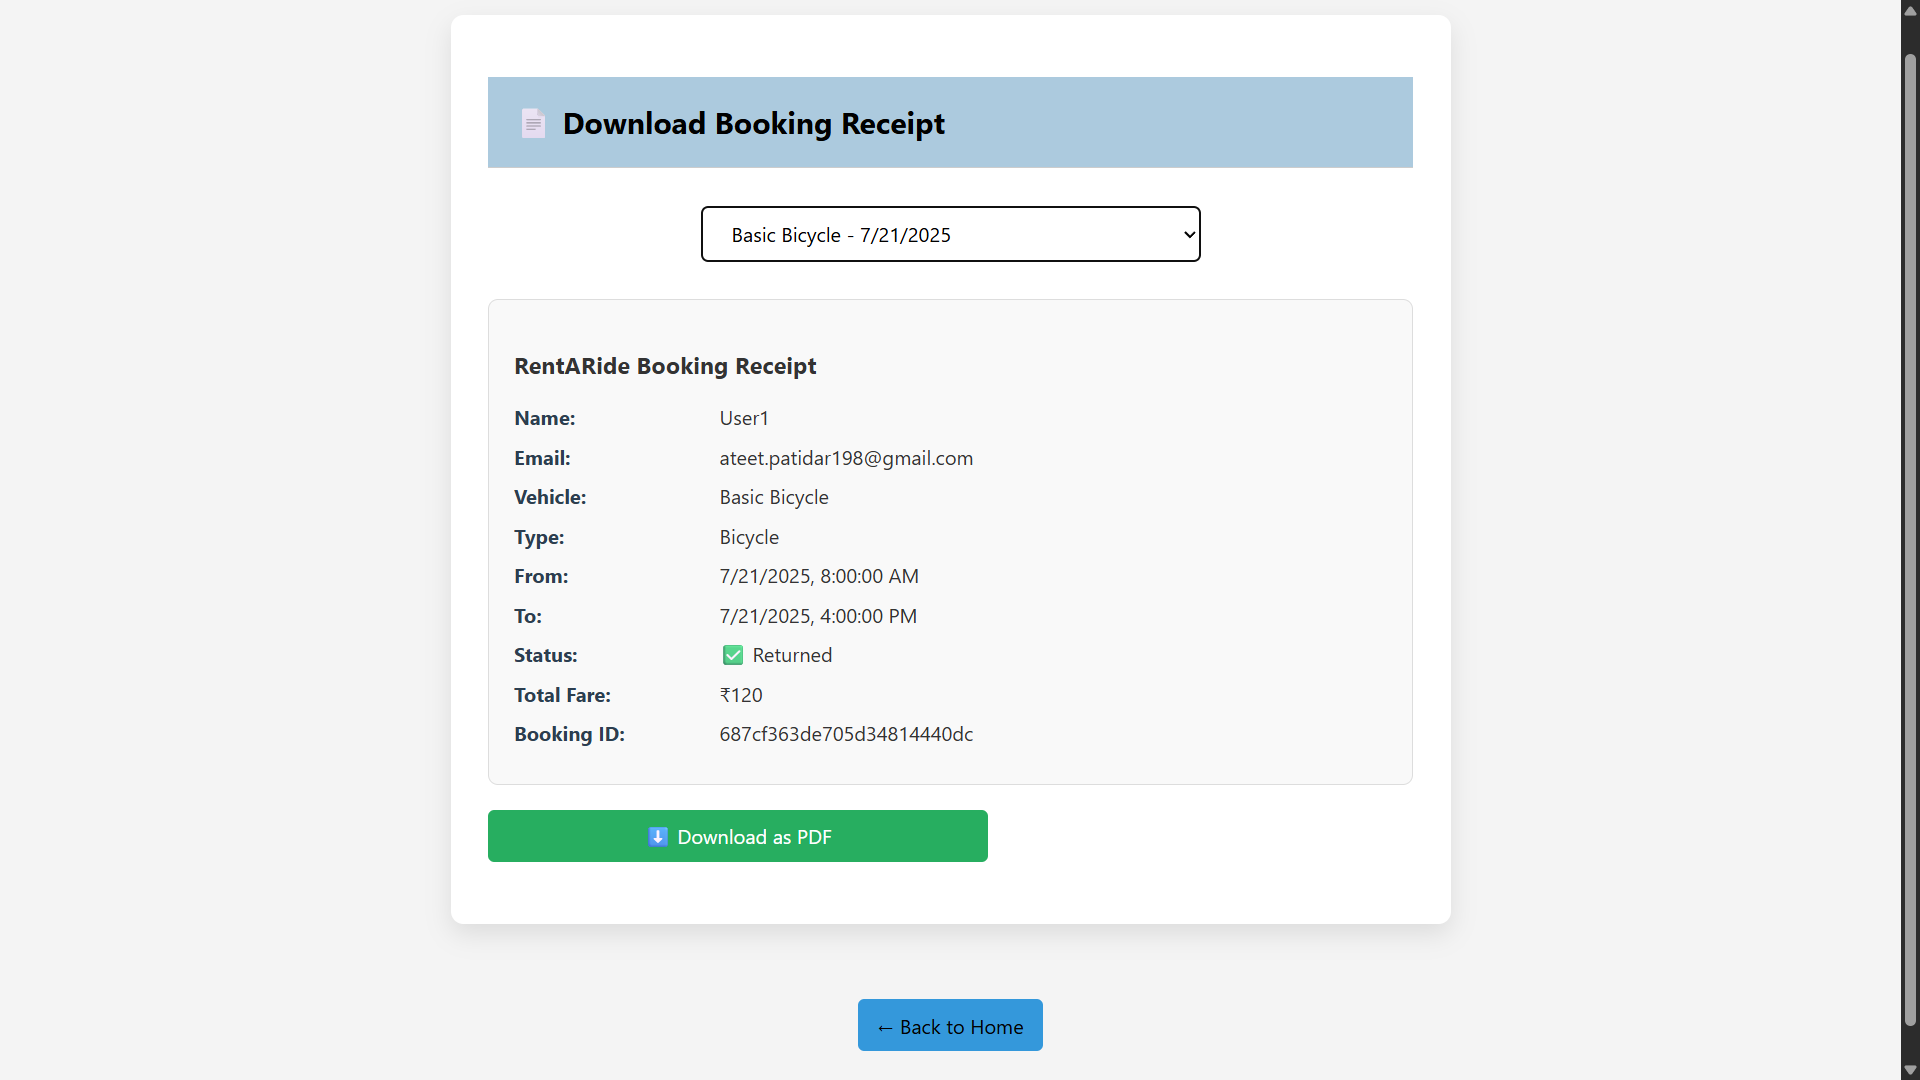 📄 Download Booking Receipt
Basic Bicycle - 7/21/2025
RentARide Booking Receipt
Name: User1
Email: ateet.patidar198@gmail.com
Vehicle: Basic Bicycle
Type: Bicycle
From: 7/21/2025, 8:00:00 AM
To: 7/21/2025, 4:00:00 PM
Status: ✅ Returned
Total Fare: ₹120
Booking ID: 687cf363de705d34814440dc
⬇️ Download as PDF
← Back to Home